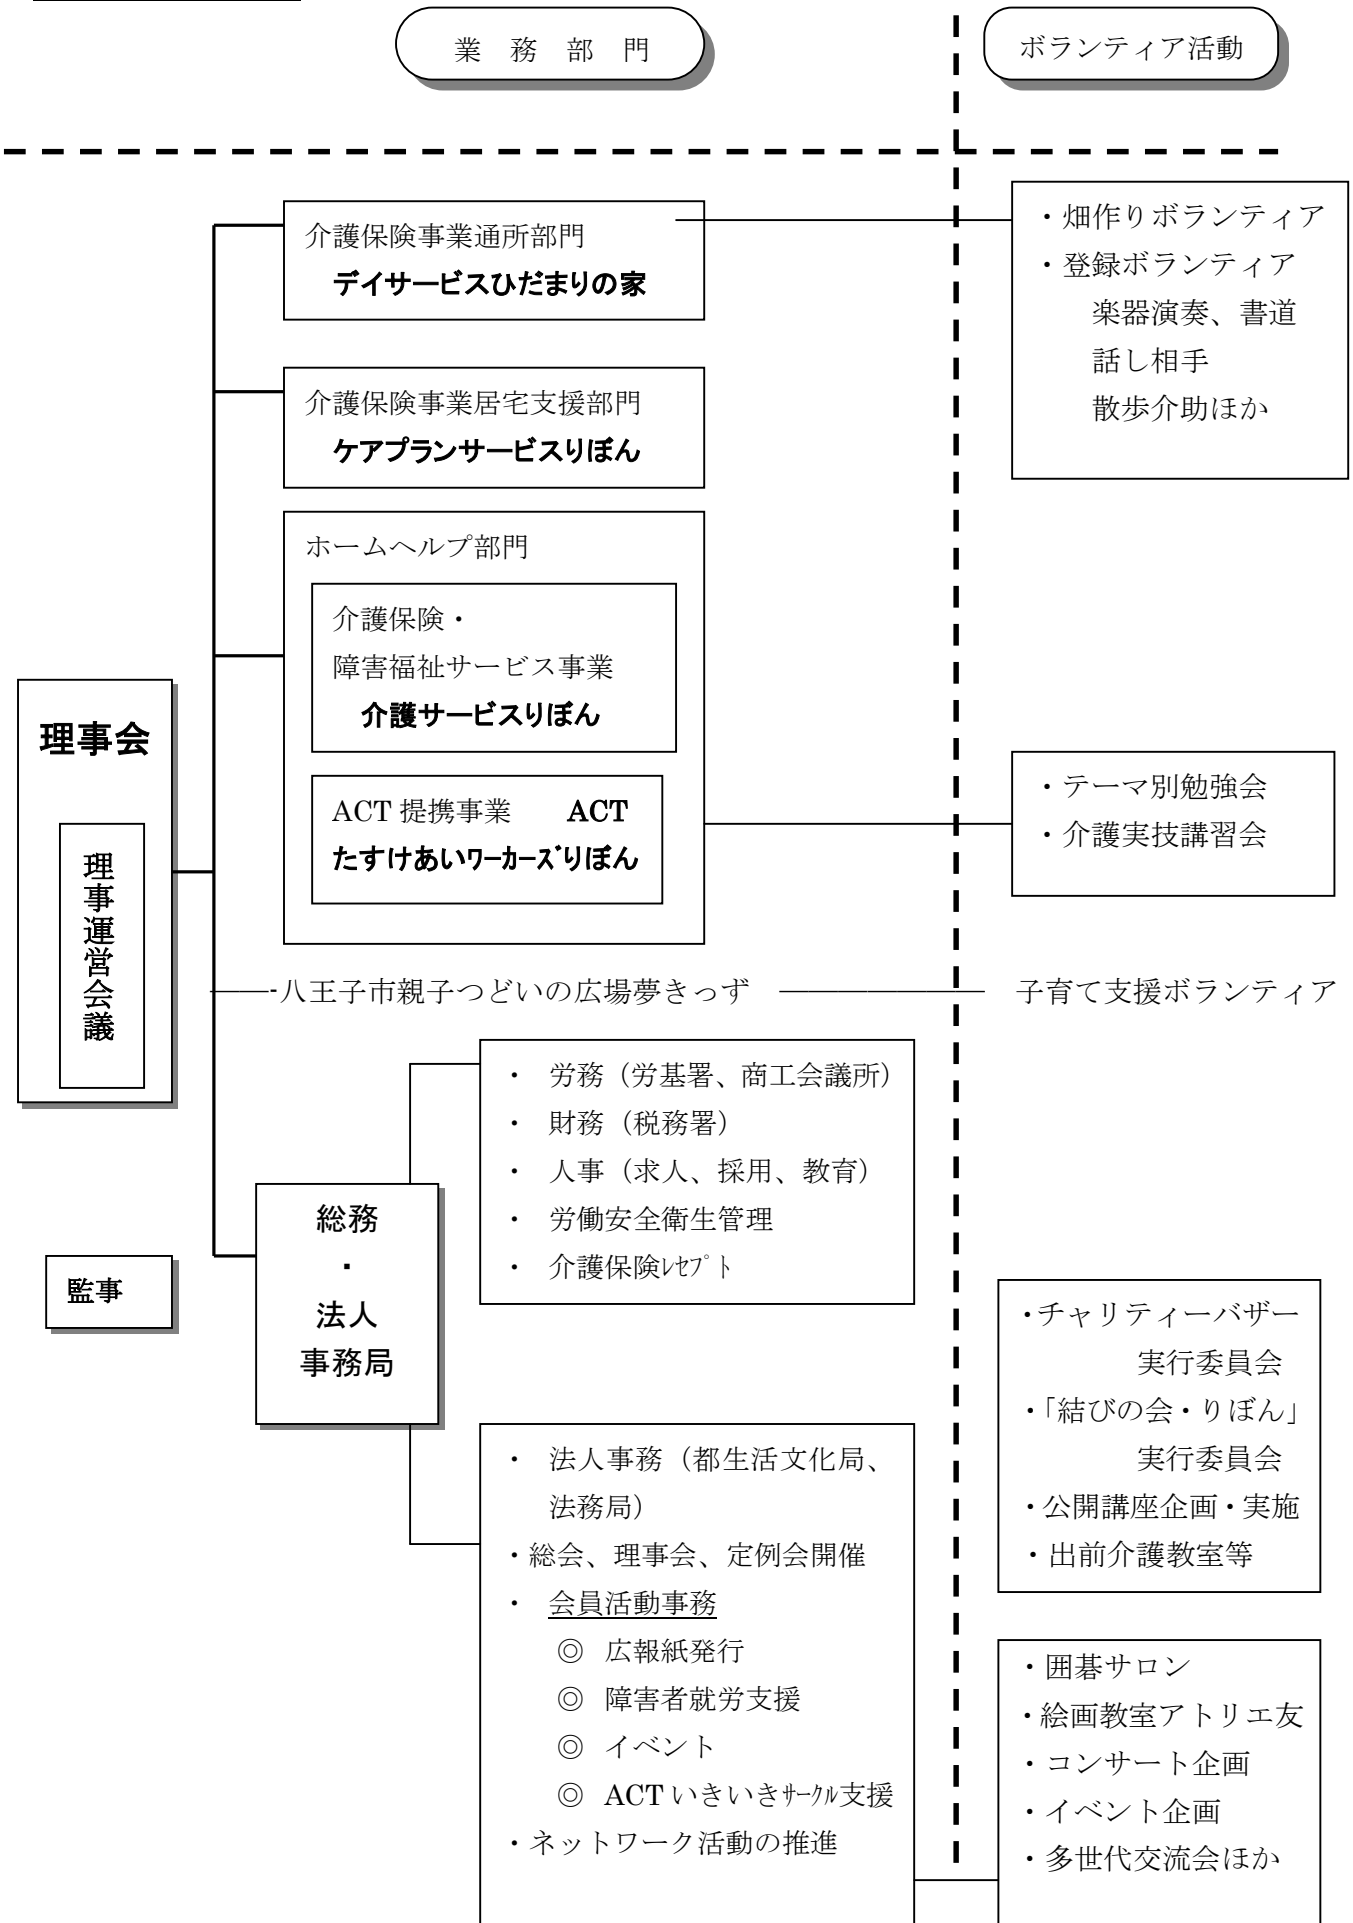 業 務 部 門
ボランティア活動
介護保険事業通所部門
デイサービスひだまりの家
・畑作りボランティア
・登録ボランティア
楽器演奏、書道
話し相手
散歩介助ほか
介護保険事業居宅支援部門
ケアプランサービスりぼん
ホームヘルプ部門
介護保険・
障害福祉サービス事業
介護サービスりぼん
ACT 提携事業 ACT
たすけあいﾜｰｶｰｽﾞりぼん
・テーマ別勉強会
・介護実技講習会
理事会
理事運営会議
八王子市親子つどいの広場夢きっず
子育て支援ボランティア
・ 労務（労基署、商工会議所）
・ 財務（税務署）
・ 人事（求人、採用、教育）
・ 労働安全衛生管理
・ 介護保険ﾚｾﾌﾟﾄ
総務
・
法人
事務局
監事
・チャリティーバザー
実行委員会
・「結びの会・りぼん」
実行委員会
・公開講座企画・実施
・出前介護教室等
・ 法人事務（都生活文化局、
法務局）
・総会、理事会、定例会開催
・ 会員活動事務
◎ 広報紙発行
◎ 障害者就労支援
◎ イベント
◎ ACT いきいきｻｰｸﾙ支援
・ネットワーク活動の推進
・囲碁サロン
・絵画教室アトリエ友
・コンサート企画
・イベント企画
・多世代交流会ほか